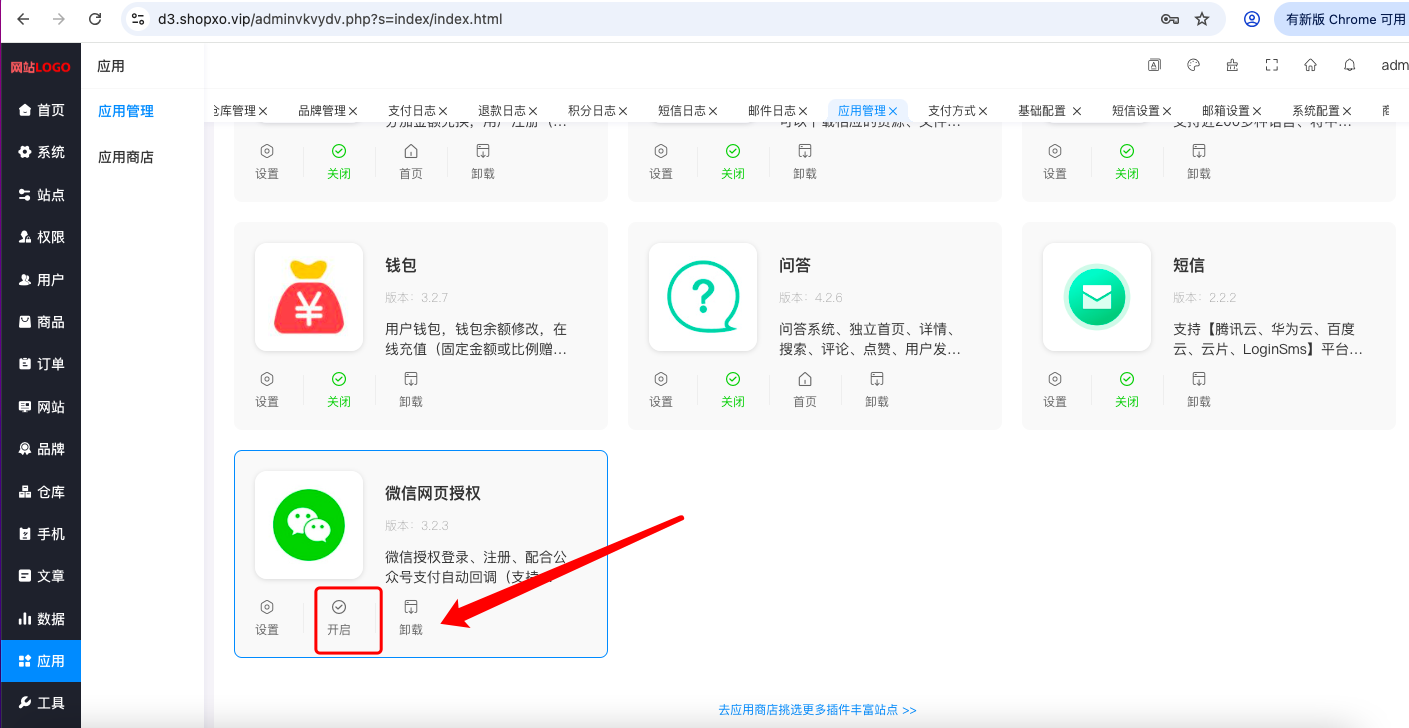 d3.shopxo.vip/adminvkvydv.php?s=index/index.html
有新版 Chrome 可用
网站LOGO
应用
adm
首页
系统
站点
权限
用户
商品
订单
网站
品牌
仓库
手机
文章
数据
应用
工具
应用管理
应用商店
仓库管理
品牌管理
支付日志
退款日志
积分日志
短信日志
邮件日志
应用管理
支付方式
基础配置
短信设置
邮箱设置
系统配置
设置 关闭 首页 卸载
设置 关闭 卸载
设置 关闭 卸载
钱包
版本：3.2.7
用户钱包，钱包余额修改，在
线充值（固定金额或比例赠...
设置 关闭 卸载
问答
版本：4.2.6
问答系统、独立首页、详情、
搜索、评论、点赞、用户发...
设置 关闭 首页 卸载
短信
版本：2.2.2
支持【腾讯云、华为云、百度
云、云片、LoginSms】平台...
设置 关闭 卸载
微信网页授权
版本：3.2.3
微信授权登录、注册、配合公
众号支付自动回调（支持
设置 开启 卸载
去应用商店挑选更多插件丰富站点 >>